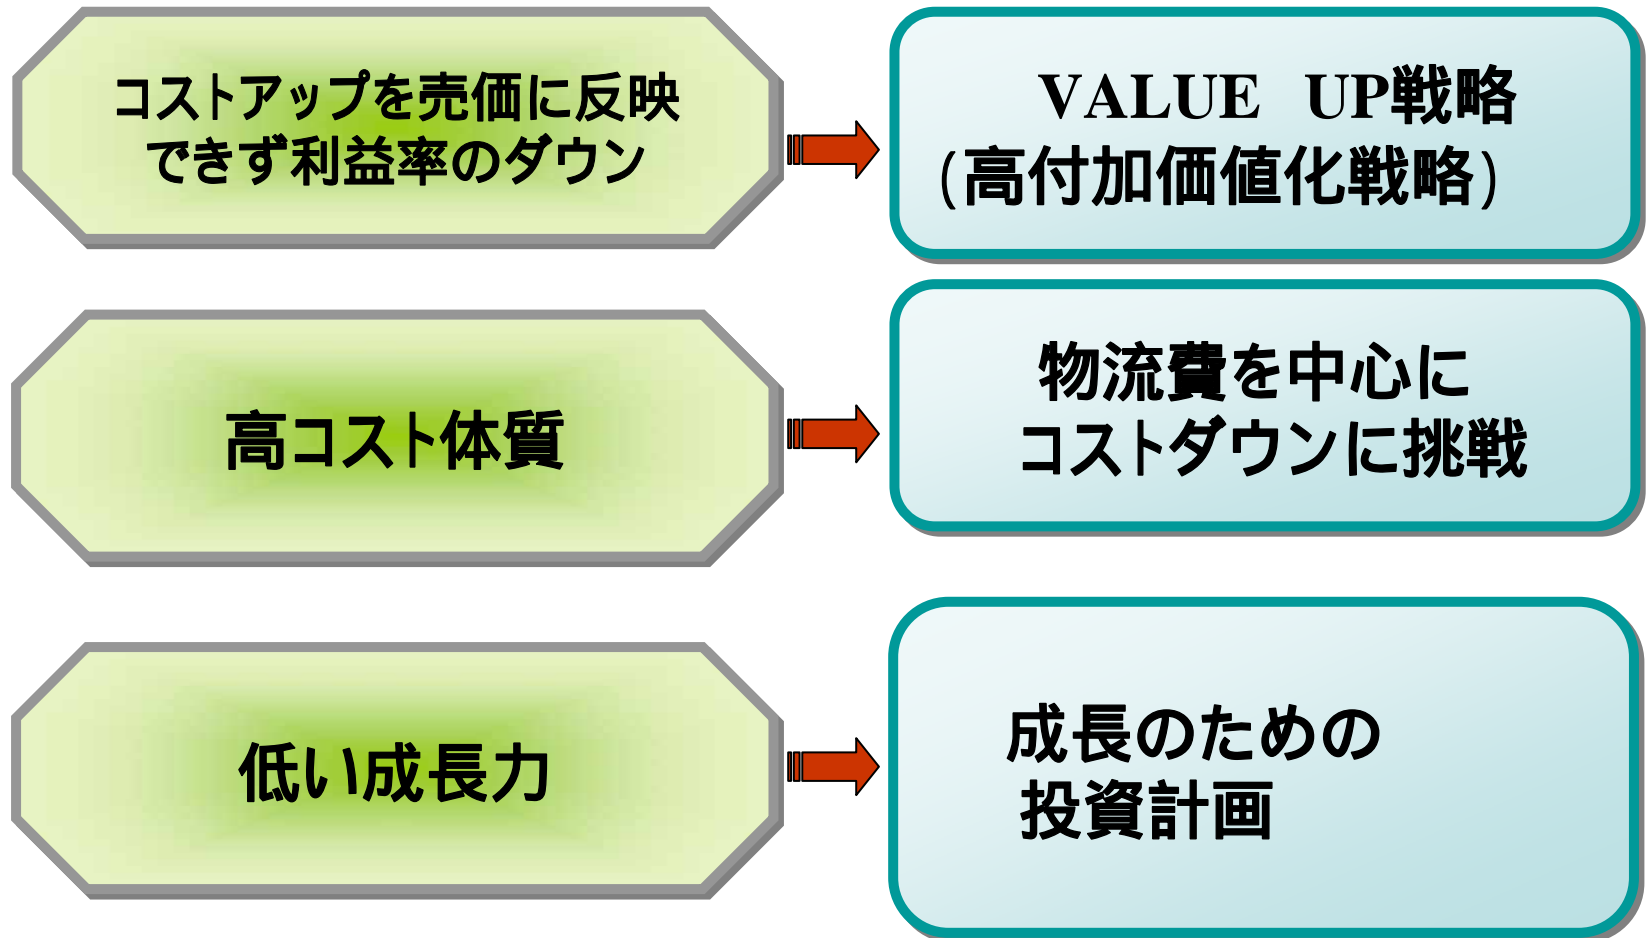 コストアップを売価に反映
できず利益率のダウン
VALUE UP戦略
(高付加価値化戦略)
高コスト体質
物流費を中心に
コストダウンに挑戦
低い成長力
成長のための
投資計画